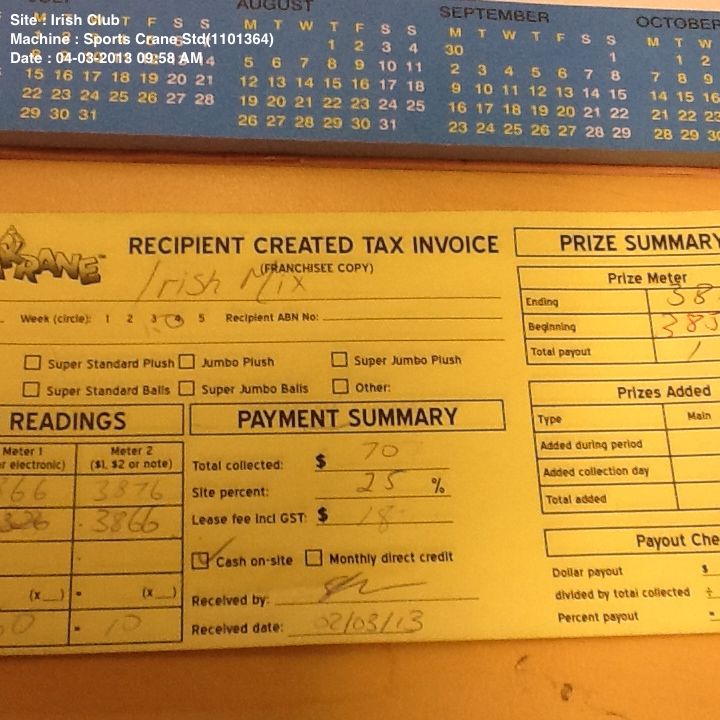 Site : Irish Club
Machine : Sports Crane Std(1101364)
Date : 04-03-2013 09:58 AM
AUGUST
M T W T F S S
1 2 3 4
5 6 7 8 9 10 11
12 13 14 15 16 17 18
19 20 21 22 23 24 25
26 27 28 29 30 31
SEPTEMBER
M T W T F S S
30 1
2 3 4 5 6 7 8
9 10 11 12 13 14 15
16 17 18 19 20 21 22
23 24 25 26 27 28 29
OCTOBER
M T W
1 2
7 8 9
14 15 16
21 22 23
28 29 30
15 16 17 18 19 20 21
22 23 24 25 26 27 28
29 30 31
RECIPIENT CREATED TAX INVOICE
(FRANCHISEE COPY)
Irish Mix
Week (circle): 1 2 3 4 5 Recipient ABN No:
Super Standard Plush Jumbo Plush Super Jumbo Plush
Super Standard Balls Super Jumbo Balls Other:
READINGS
Meter 1 Meter 2
r electronic) ($1, $2 or note)
366 3876
326 3866
(x__) = (x__)
0 = 10
PAYMENT SUMMARY
Total collected: $ 70
Site percent: 25 %
Lease fee incl GST: $ 18
Cash on-site Monthly direct credit
Received by:
Received date: 02/03/13
PRIZE SUMMARY
Prize Meter
Ending 38
Beginning 383
Total payout 1
Prizes Added
Type Main
Added during period
Added collection day
Total added
Payout Che
Dollar payout $
divided by total collected ÷
Percent payout =